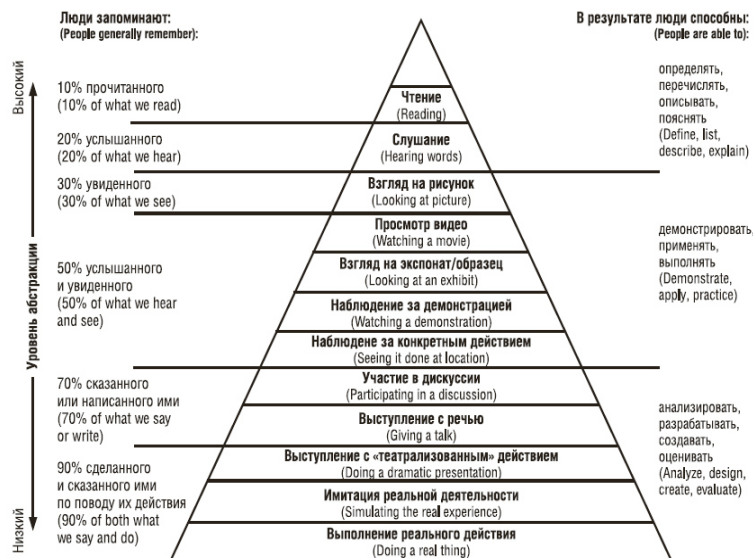 Люди запоминают:
(People generally remember):
В результате люди способны:
(People are able to):
Высокий
Уровень абстракции
Низкий
10% прочитанного
(10% of what we read)
20% услышанного
(20% of what we hear)
30% увиденного
(30% of what we see)
50% услышанного
и увиденного
(50% of what we hear
and see)
70% сказанного
или написанного ими
(70% of what we say
or write)
90% сделанного
и сказанного ими
по поводу их действия
(90% of both what
we say and do)
Чтение
(Reading)
Слушание
(Hearing words)
Взгляд на рисунок
(Looking at picture)
Просмотр видео
(Watching a movie)
Взгляд на экспонат/образец
(Looking at an exhibit)
Наблюдение за демонстрацией
(Watching a demonstration)
Наблюдене за конкретным действием
(Seeing it done at location)
Участие в дискуссии
(Participating in a discussion)
Выступление с речью
(Giving a talk)
Выступление с «театрализованным» действием
(Doing a dramatic presentation)
Имитация реальной деятельности
(Simulating the real experience)
Выполнение реального действия
(Doing a real thing)
определять,
перечислять,
описывать,
пояснять
(Define, list,
describe, explain)
демонстрировать,
применять,
выполнять
(Demonstrate,
apply, practice)
анализировать,
разрабатывать,
создавать,
оценивать
(Analyze, design,
create, evaluate)